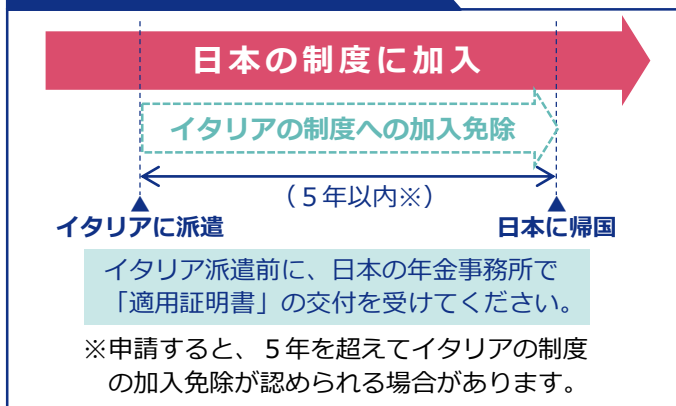 日本の制度に加入
イタリアの制度への加入免除
（５年以内※）
イタリアに派遣
日本に帰国
イタリア派遣前に、日本の年金事務所で
「適用証明書」の交付を受けてください。
※申請すると、５年を超えてイタリアの制度
の加入免除が認められる場合があります。